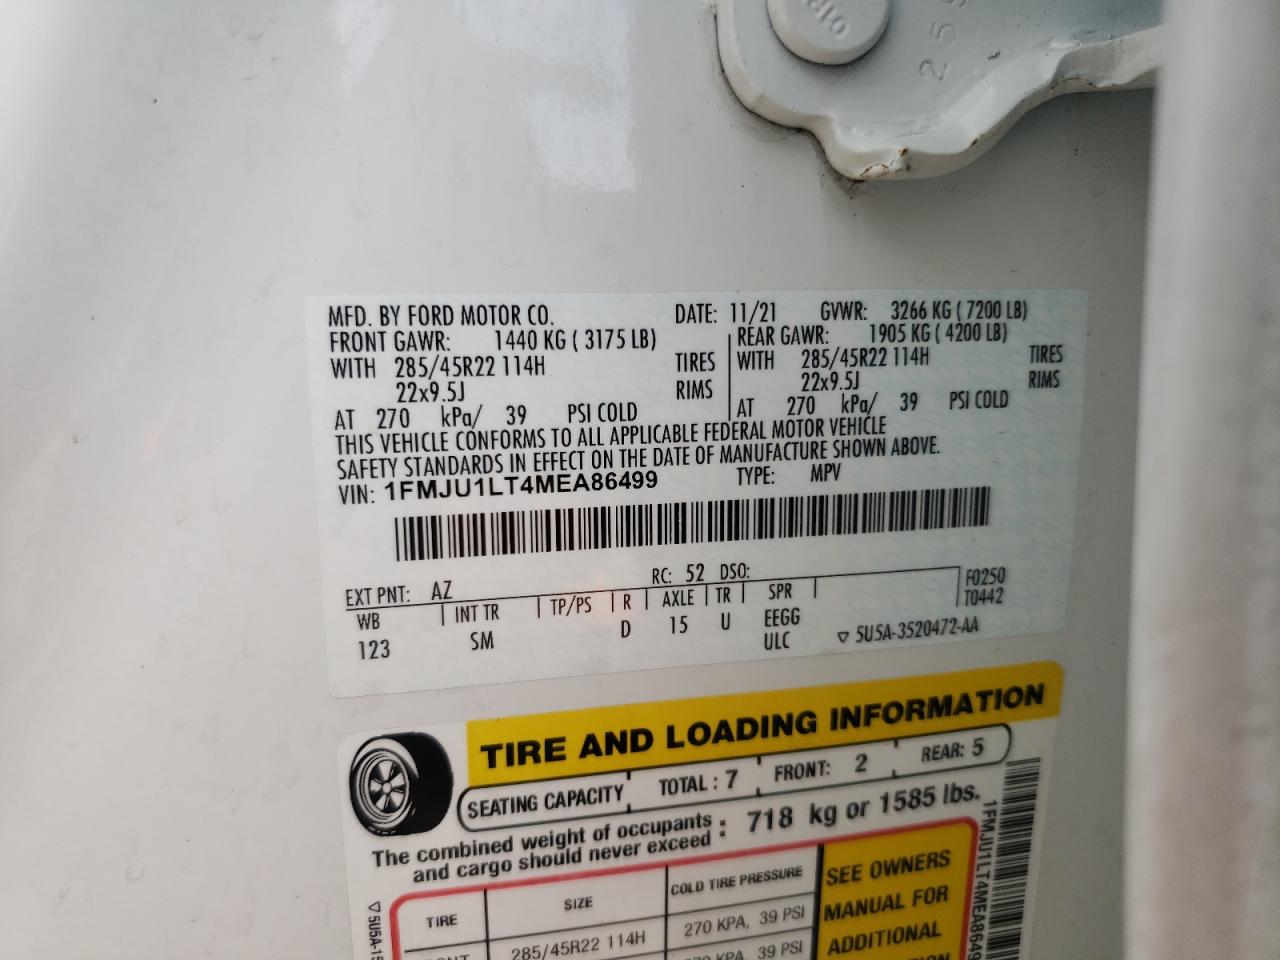 255
MFD. BY FORD MOTOR CO. DATE: 11/21 GVWR: 3266 KG ( 7200 LB)
FRONT GAWR: 1440 KG ( 3175 LB) REAR GAWR: 1905 KG ( 4200 LB)
WITH 285/45R22 114H TIRES WITH 285/45R22 114H TIRES
22x9.5J RIMS 22x9.5J RIMS
AT 270 kPa/ 39 PSI COLD AT 270 kPa/ 39 PSI COLD
THIS VEHICLE CONFORMS TO ALL APPLICABLE FEDERAL MOTOR VEHICLE
SAFETY STANDARDS IN EFFECT ON THE DATE OF MANUFACTURE SHOWN ABOVE.
VIN: 1FMJU1LT4MEA86499 TYPE: MPV
EXT PNT: AZ RC: 52 DSO: F0250
WB INT TR TP/PS R AXLE TR SPR T0442
123 SM D 15 U EEGG
ULC ▽ 5U5A-3520472-AA
TIRE AND LOADING INFORMATION
SEATING CAPACITY TOTAL : 7 FRONT: 2 REAR: 5
The combined weight of occupants : 718 kg or 1585 lbs.
and cargo should never exceed
TIRE SIZE COLD TIRE PRESSURE SEE OWNERS
285/45R22 114H 270 KPA, 39 PSI MANUAL FOR
39 PSI ADDITIONAL
1FMJU1LT4MEA8649
▽ 5U5A-15